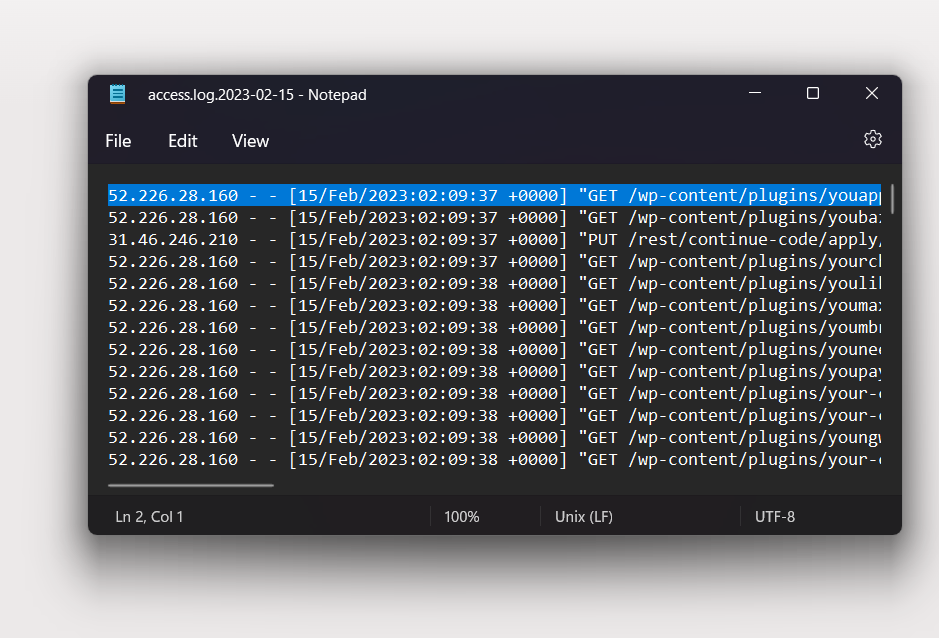 access.log.2023-02-15 - Notepad
File Edit View
52.226.28.160 - - [15/Feb/2023:02:09:37 +0000] "GET /wp-content/plugins/youap
52.226.28.160 - - [15/Feb/2023:02:09:37 +0000] "GET /wp-content/plugins/youba
31.46.246.210 - - [15/Feb/2023:02:09:37 +0000] "PUT /rest/continue-code/apply/
52.226.28.160 - - [15/Feb/2023:02:09:37 +0000] "GET /wp-content/plugins/yourc
52.226.28.160 - - [15/Feb/2023:02:09:38 +0000] "GET /wp-content/plugins/youli
52.226.28.160 - - [15/Feb/2023:02:09:38 +0000] "GET /wp-content/plugins/youma
52.226.28.160 - - [15/Feb/2023:02:09:38 +0000] "GET /wp-content/plugins/youmb
52.226.28.160 - - [15/Feb/2023:02:09:38 +0000] "GET /wp-content/plugins/youne
52.226.28.160 - - [15/Feb/2023:02:09:38 +0000] "GET /wp-content/plugins/youpay
52.226.28.160 - - [15/Feb/2023:02:09:38 +0000] "GET /wp-content/plugins/your-
52.226.28.160 - - [15/Feb/2023:02:09:38 +0000] "GET /wp-content/plugins/your-
52.226.28.160 - - [15/Feb/2023:02:09:38 +0000] "GET /wp-content/plugins/young
52.226.28.160 - - [15/Feb/2023:02:09:38 +0000] "GET /wp-content/plugins/your-
Ln 2, Col 1 100% Unix (LF) UTF-8